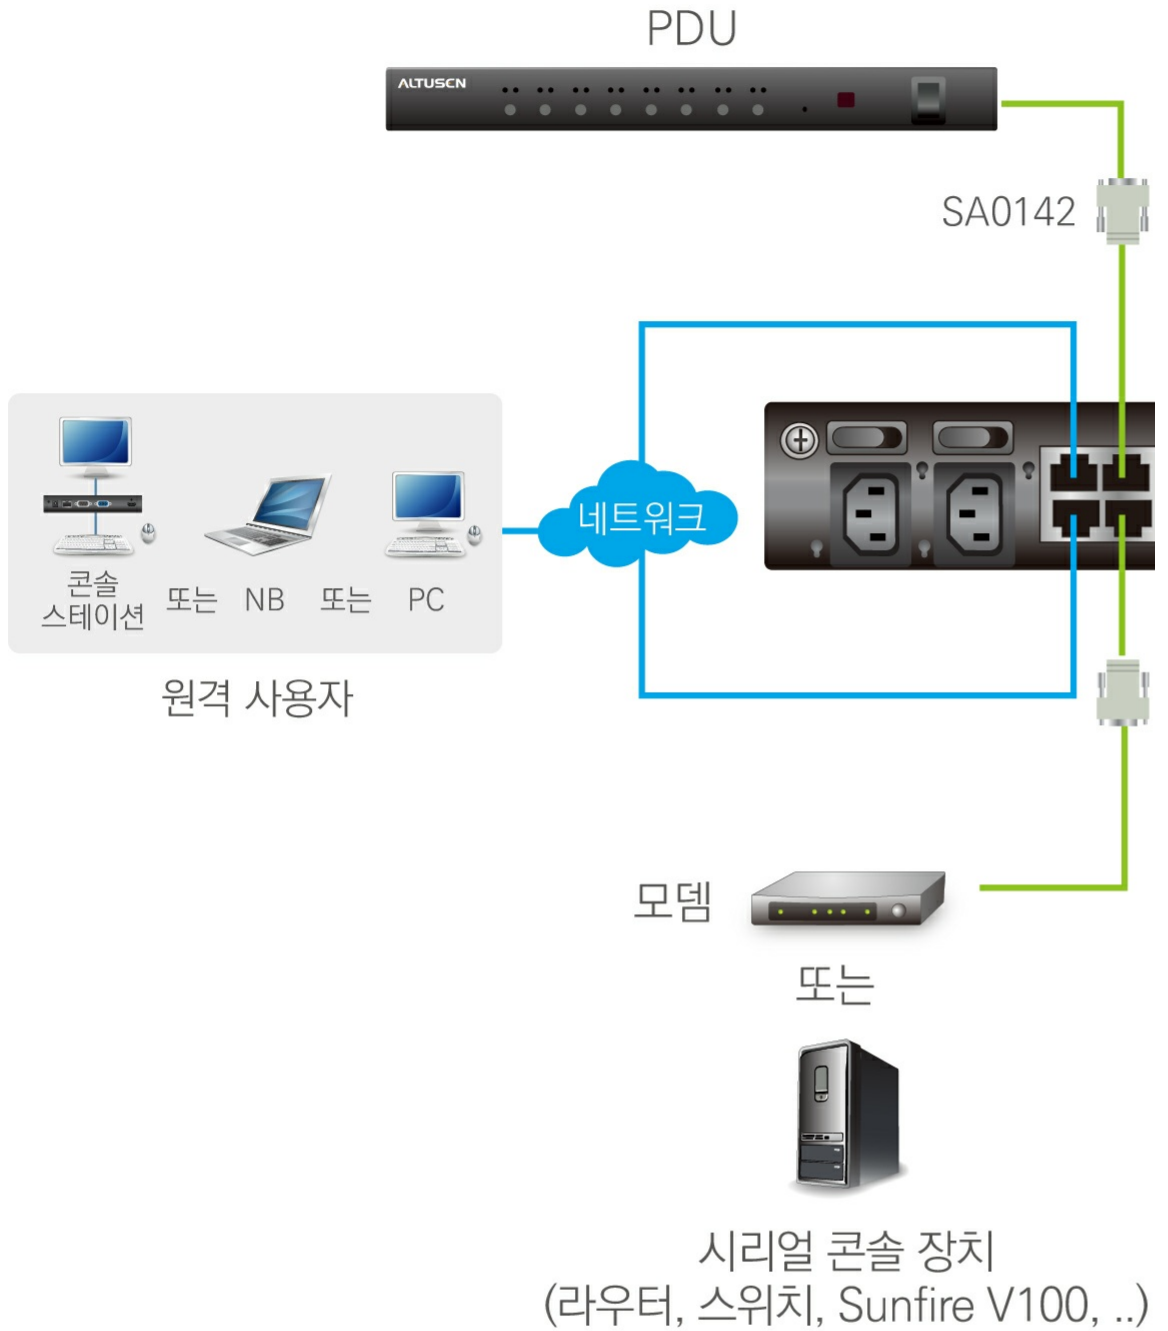 PDU
ALTUSEN
SA0142
네트워크
콘솔
스테이션
또는
NB
또는
PC
원격 사용자
모뎀
또는
시리얼 콘솔 장치
(라우터, 스위치, Sunfire V100, ..)